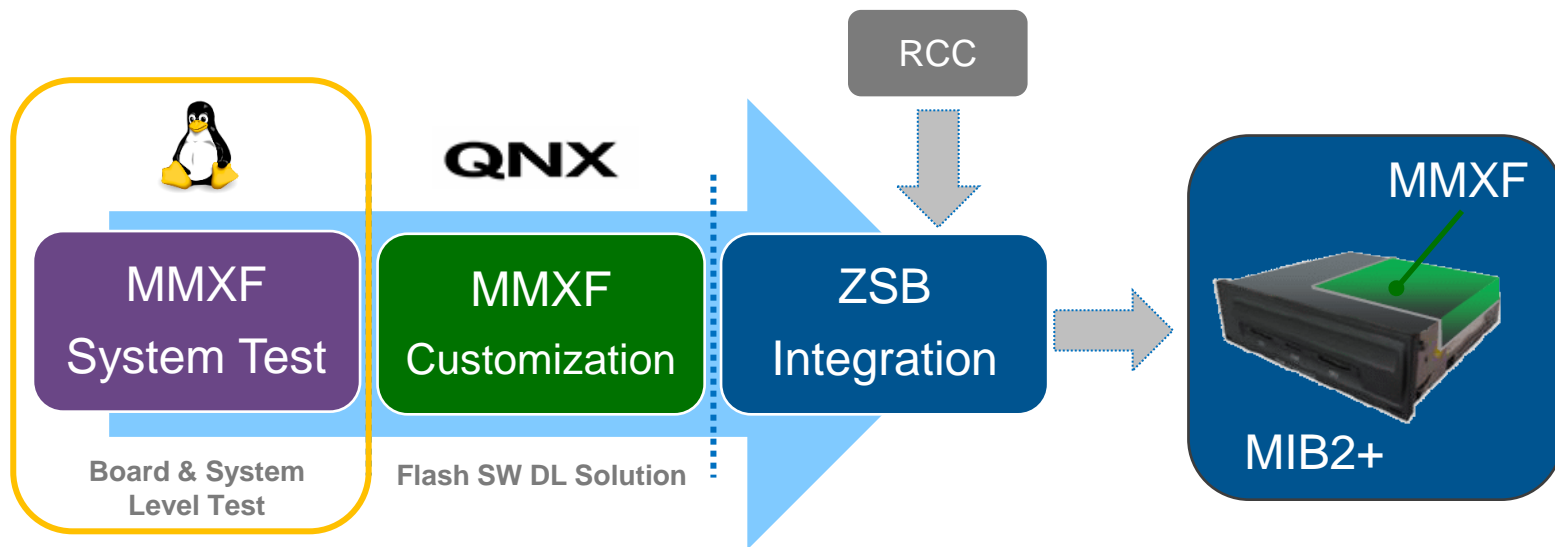 RCC
QNX
MMXF
System Test
MMXF
Customization
ZSB
Integration
MMXF
MIB2+
Board & System
Level Test
Flash SW DL Solution